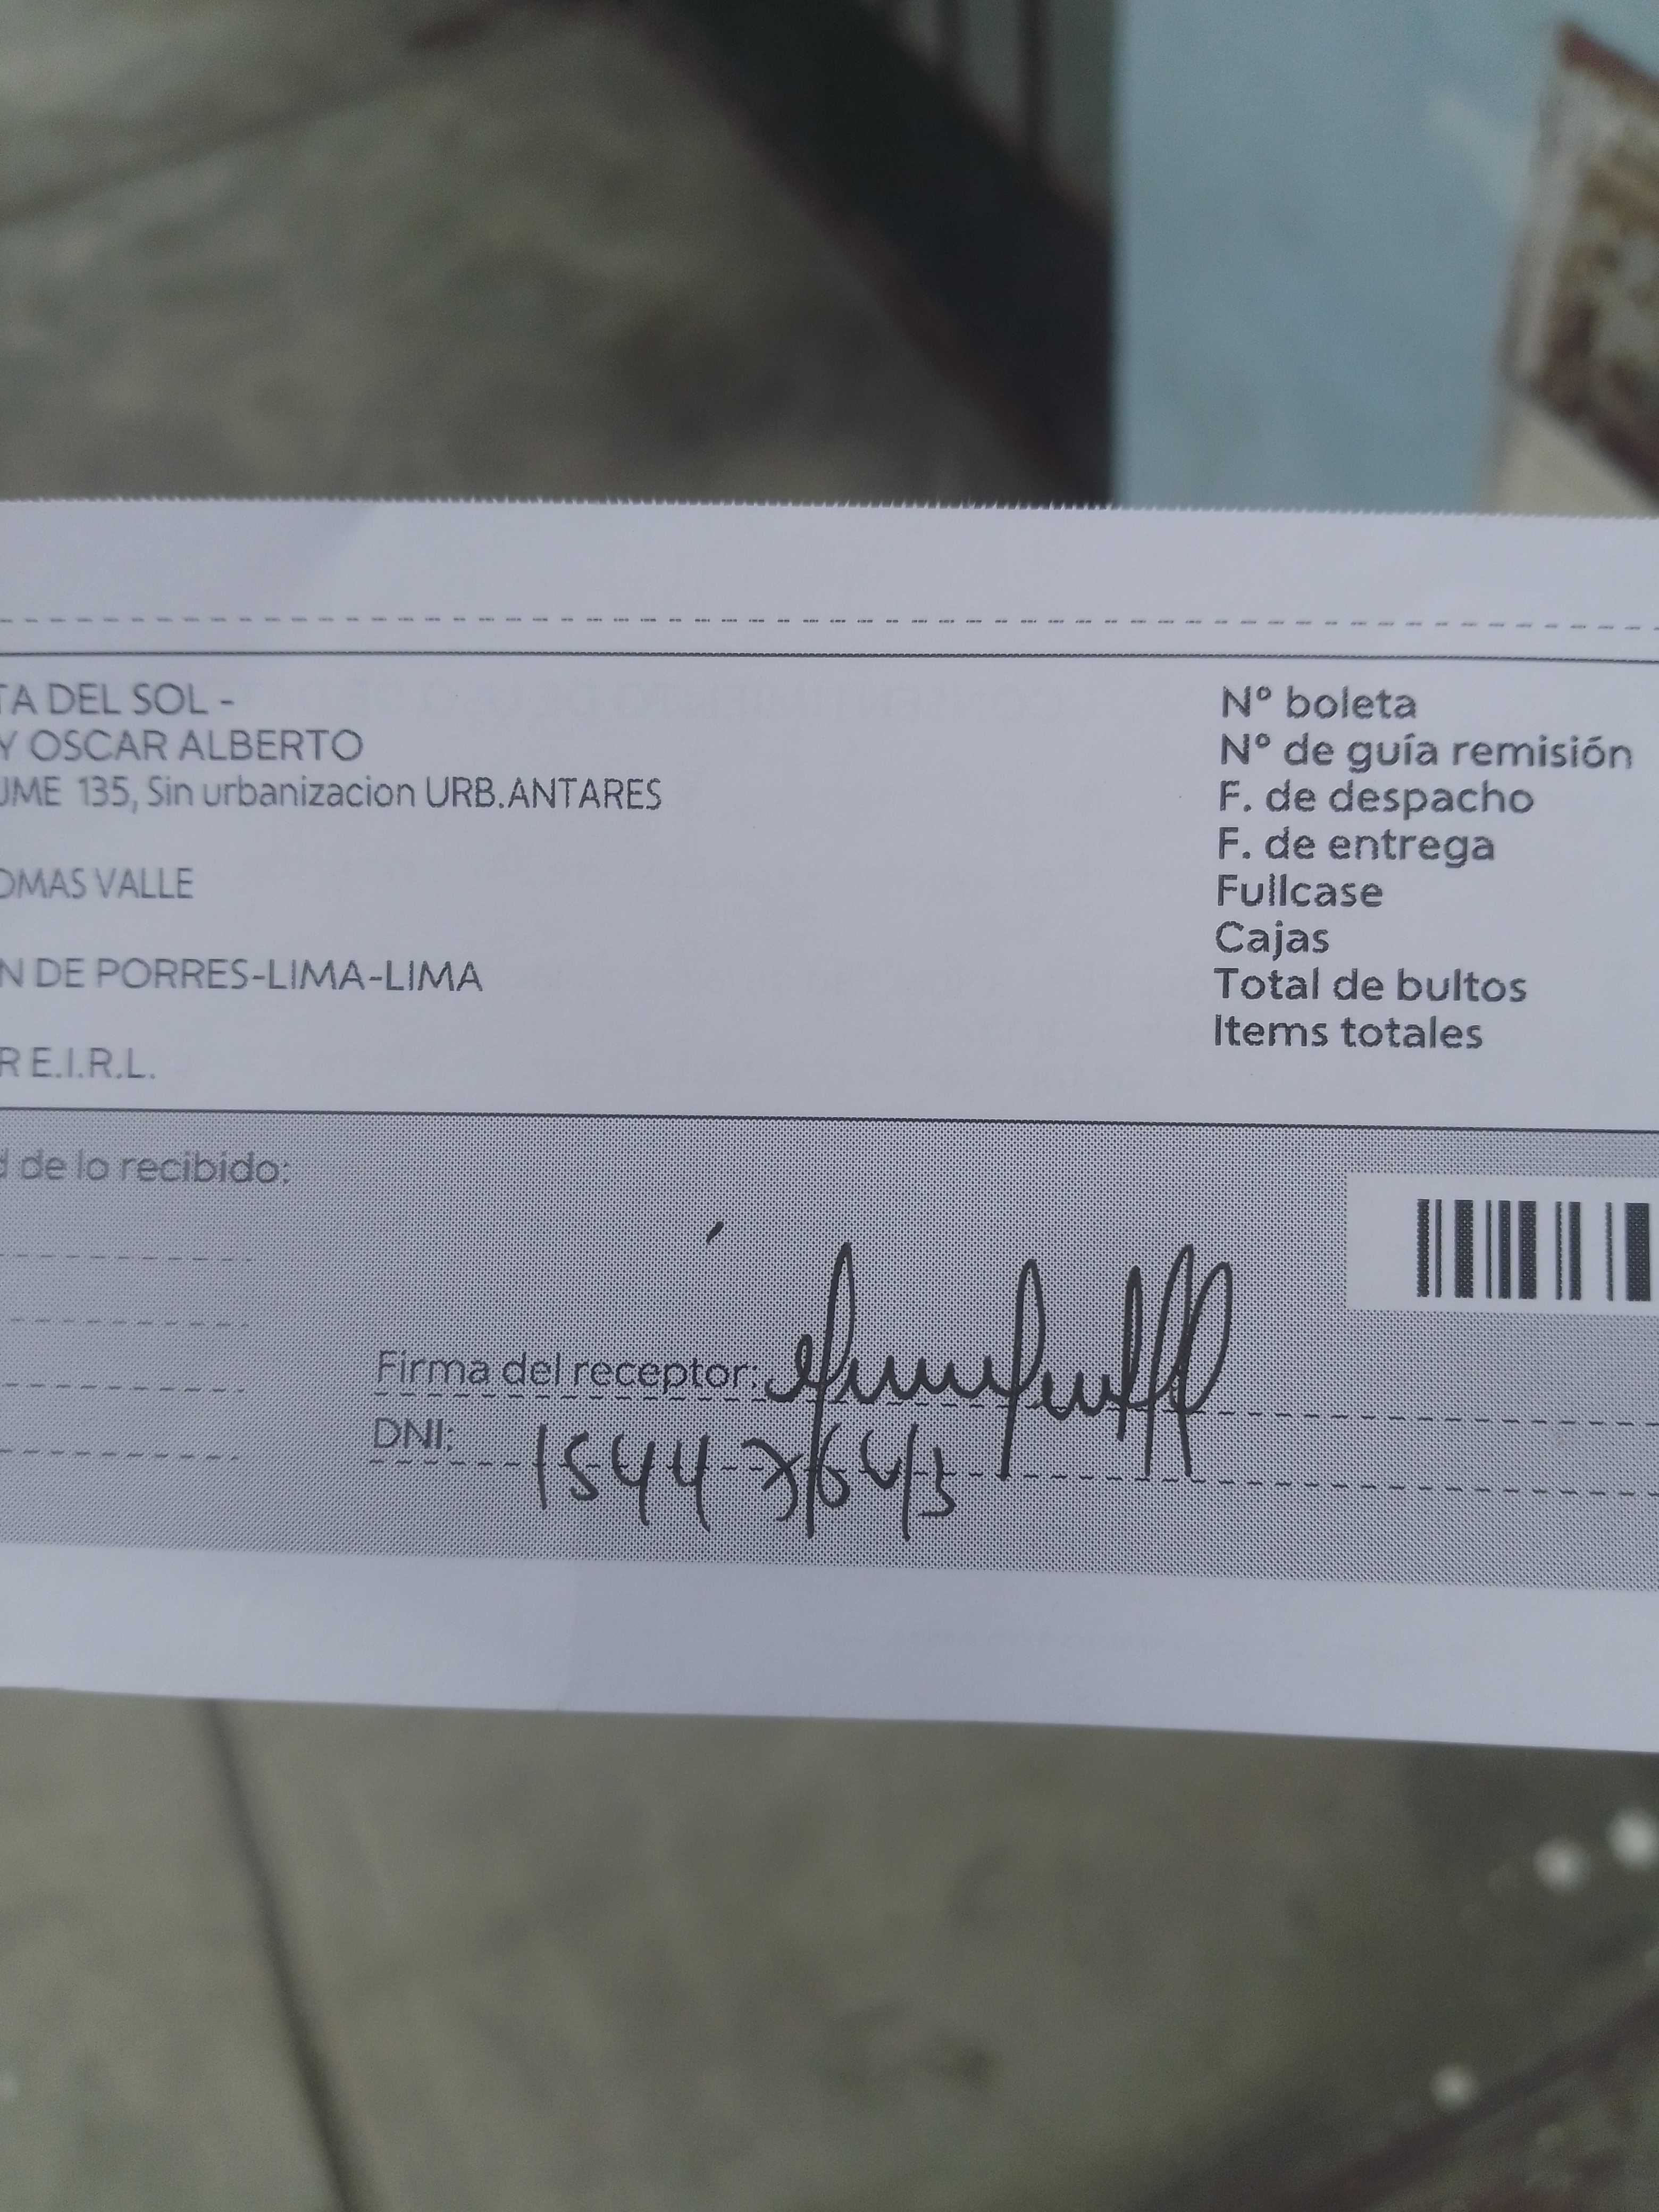 TA DEL SOL -
Y OSCAR ALBERTO
UME 135, Sin urbanizacion URB.ANTARES
OMAS VALLE
N DE PORRES-LIMA-LIMA
R E.I.R.L.
Nº boleta
Nº de guía remisión
F. de despacho
F. de entrega
Fullcase
Cajas
Total de bultos
Items totales
d de lo recibido:
Firma del receptor:
DNI: 15447643